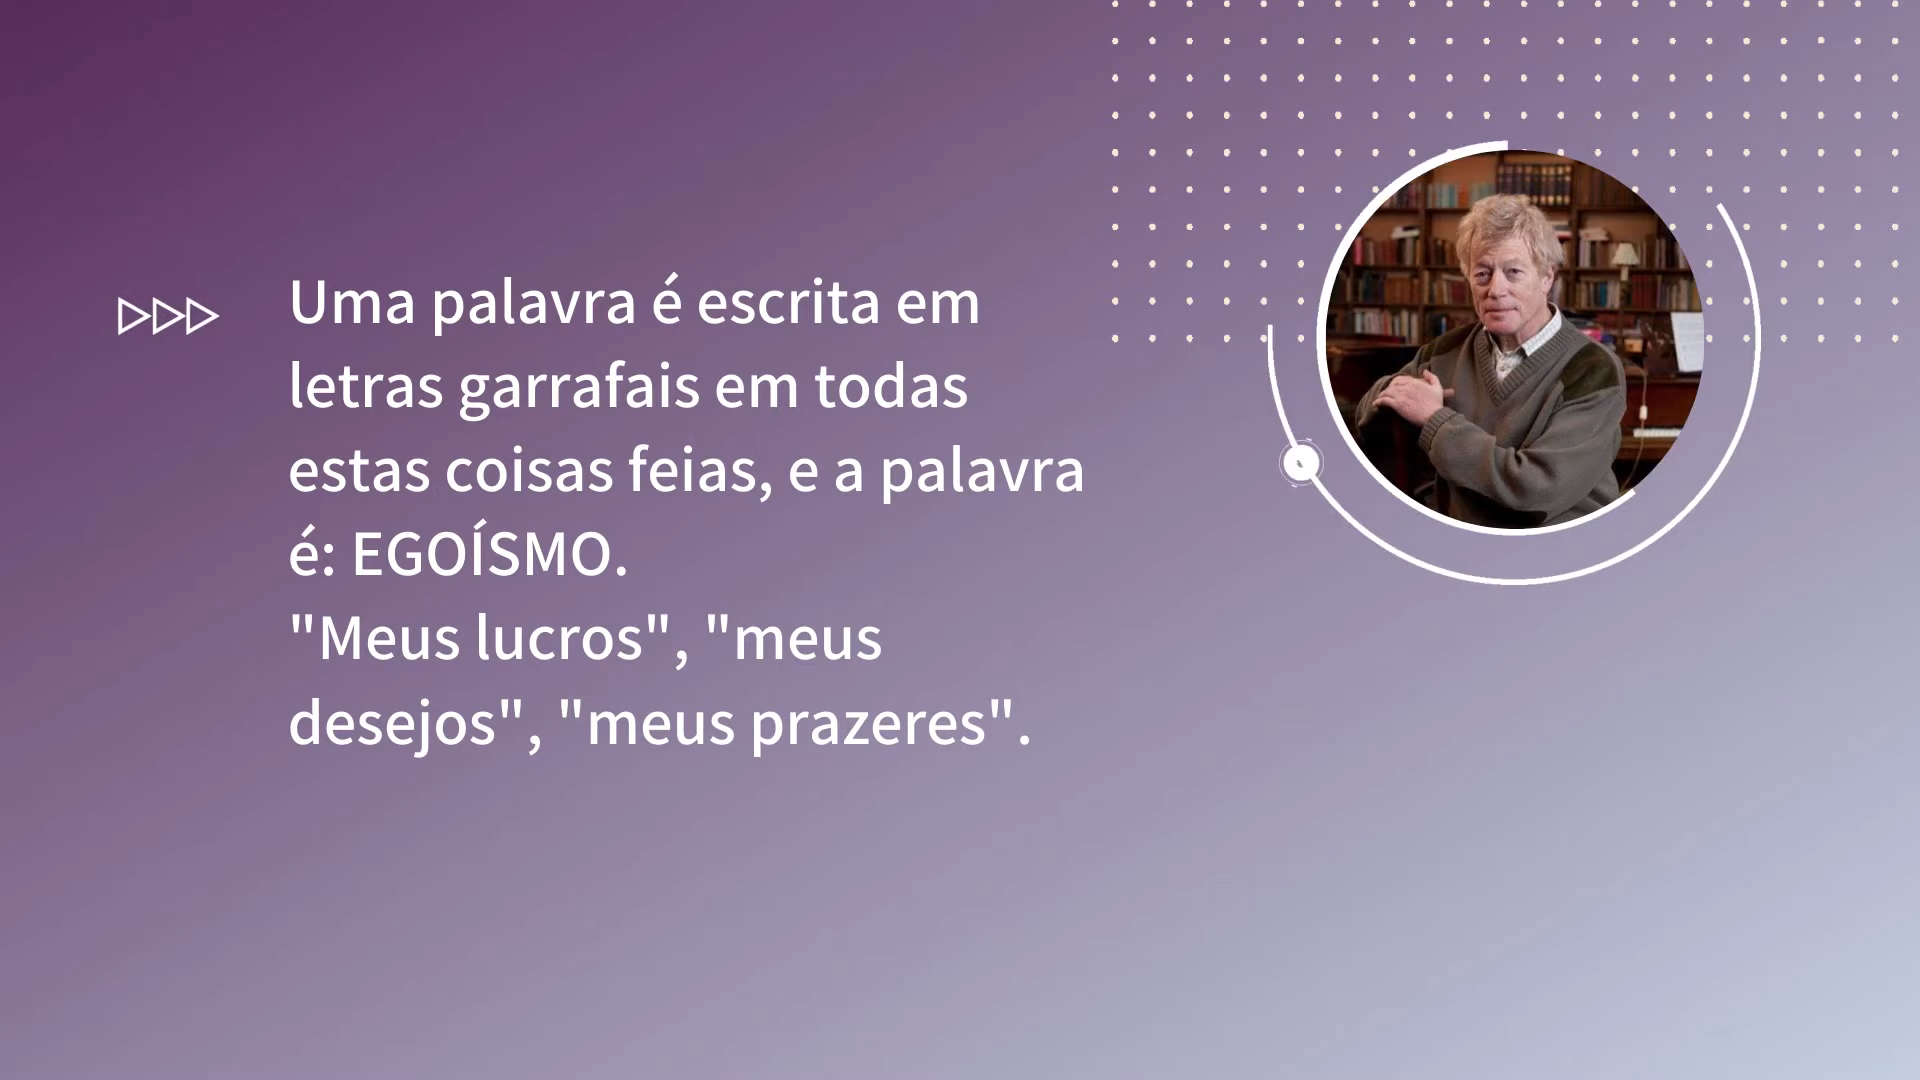 Uma palavra é escrita em
letras garrafais em todas
estas coisas feias, e a palavra
é: EGOÍSMO.
"Meus lucros", "meus
desejos", "meus prazeres".